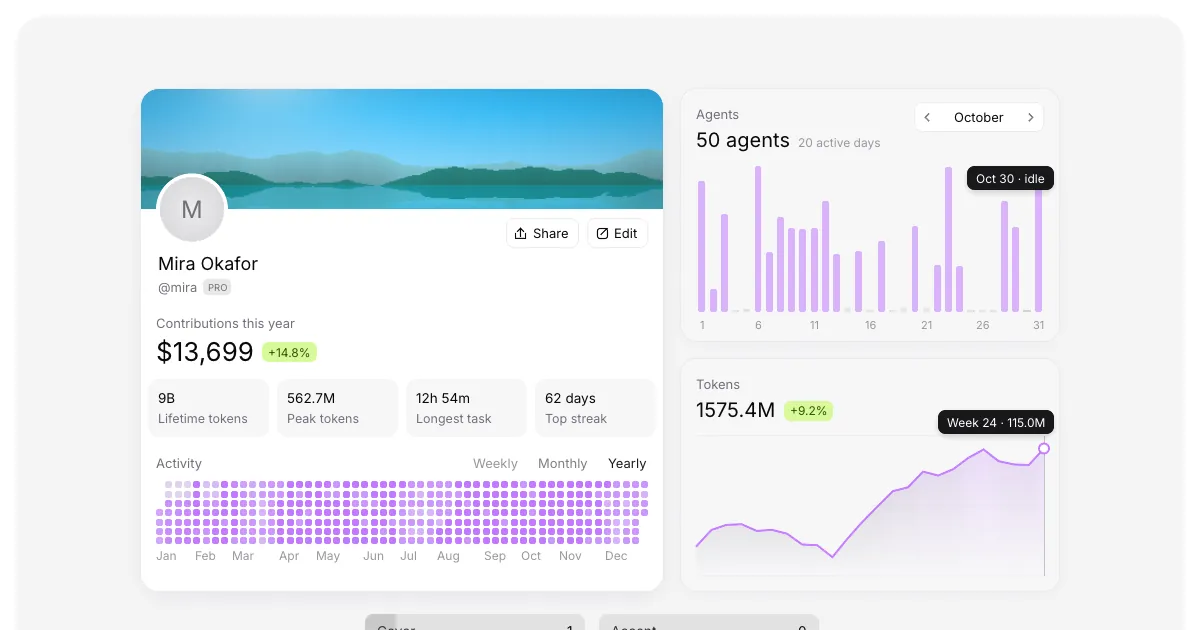 M
Share
Edit
Mira Okafor
@mira PRO
Contributions this year
$13,699 +14.8%
9B
Lifetime tokens
562.7M
Peak tokens
12h 54m
Longest task
62 days
Top streak
Activity
Weekly Monthly Yearly
Jan Feb Mar Apr May Jun Jul Aug Sep Oct Nov Dec
Agents
50 agents 20 active days
October
Oct 30 · idle
1 6 11 16 21 26 31
Tokens
1575.4M +9.2%
Week 24 · 115.0M
Cover 1
Accent 0